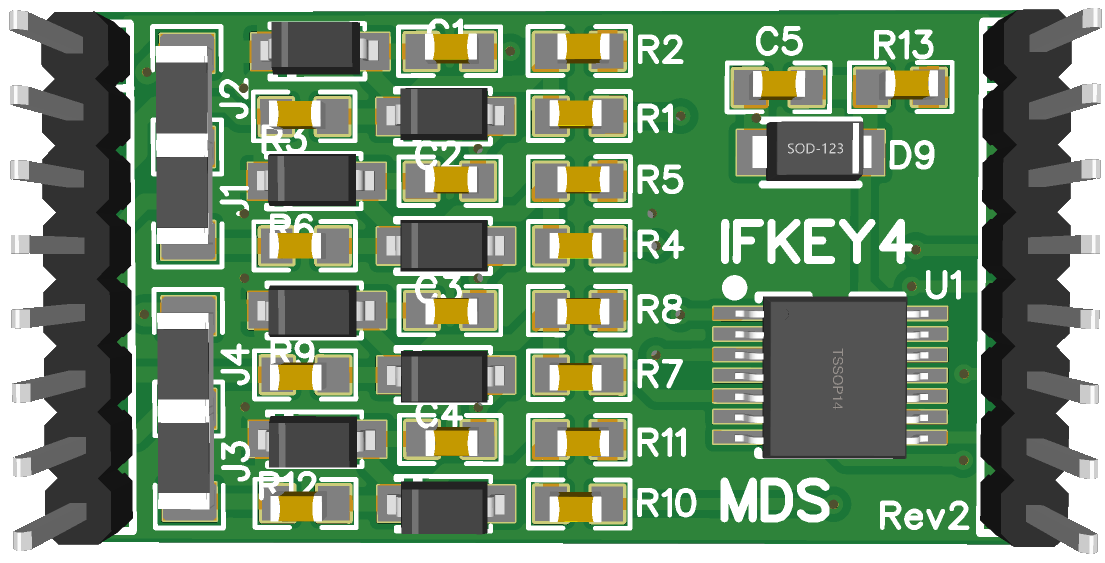 C1
R2
C5
R13
J2
R3
R1
C2
SOD-123
D9
J1
R5
R6
R4
IFKEY4
C3
U1
R8
J4
R9
R7
TSSOP14
C4
J3
R11
R12
R10
MDS
Rev2